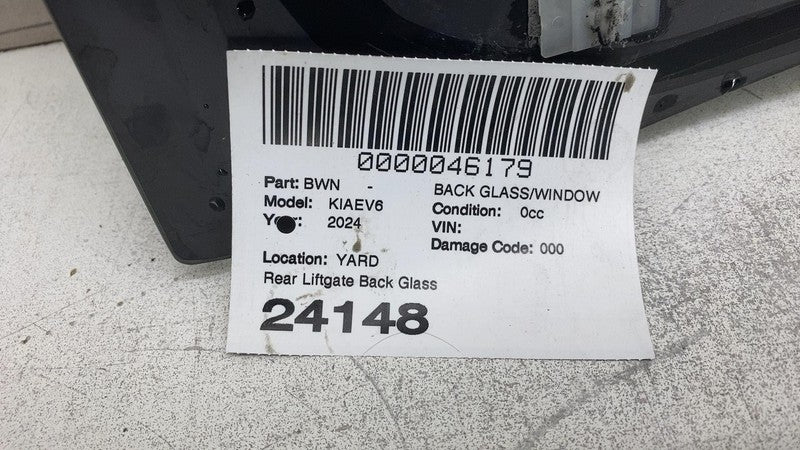 0000046179
Part: BWN - BACK GLASS/WINDOW
Model: KIAEV6 Condition: 0cc
Year: 2024 VIN:
Damage Code: 000
Location: YARD
Rear Liftgate Back Glass
24148